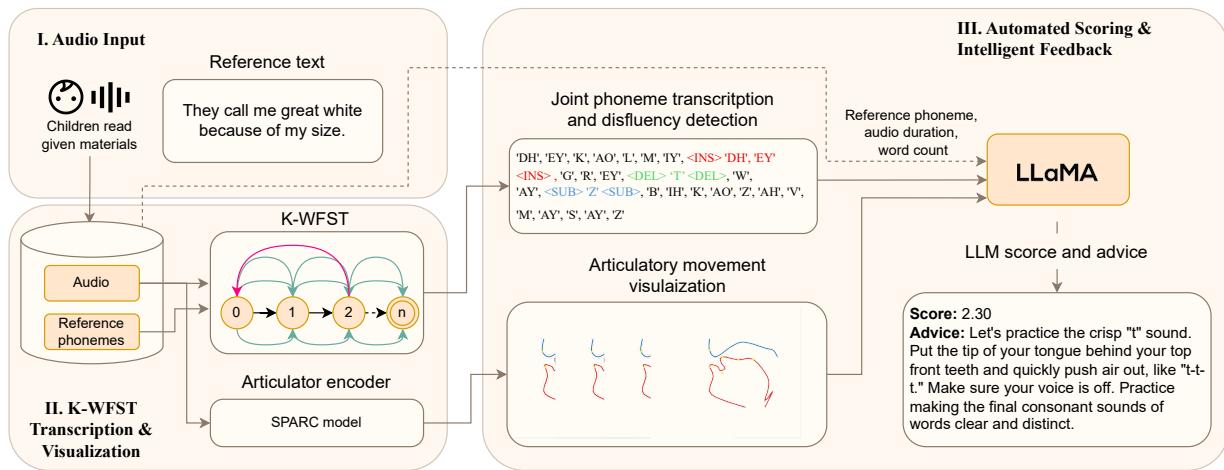 I. Audio Input
Children read
given materials
Reference text
They call me great white
because of my size.
Audio
Reference
phonemes
II. K-WFST
Transcription &
Visualization
K-WFST
0
1
2
n
Articulator encoder
SPARC model
III. Automated Scoring &
Intelligent Feedback
Joint phoneme transcritption
and disfluency detection
'DH', 'EY', 'K', 'AO', 'L', 'M', 'IY', <INS> 'DH', 'EY'
<INS> , 'G', 'R', 'EY', <DEL> 'T' <DEL>, 'W',
'AY', <SUB> 'Z' <SUB>, 'B', 'IH', 'K', 'AO', 'Z', 'AH', 'V',
'M', 'AY', 'S', 'AY', 'Z'
Articulatory movement
visulaization
Reference phoneme,
audio duration,
word count
LLaMA
LLM scorce and advice
Score: 2.30
Advice: Let's practice the crisp "t" sound.
Put the tip of your tongue behind your top
front teeth and quickly push air out, like "t-t-
t." Make sure your voice is off. Practice
making the final consonant sounds of
words clear and distinct.